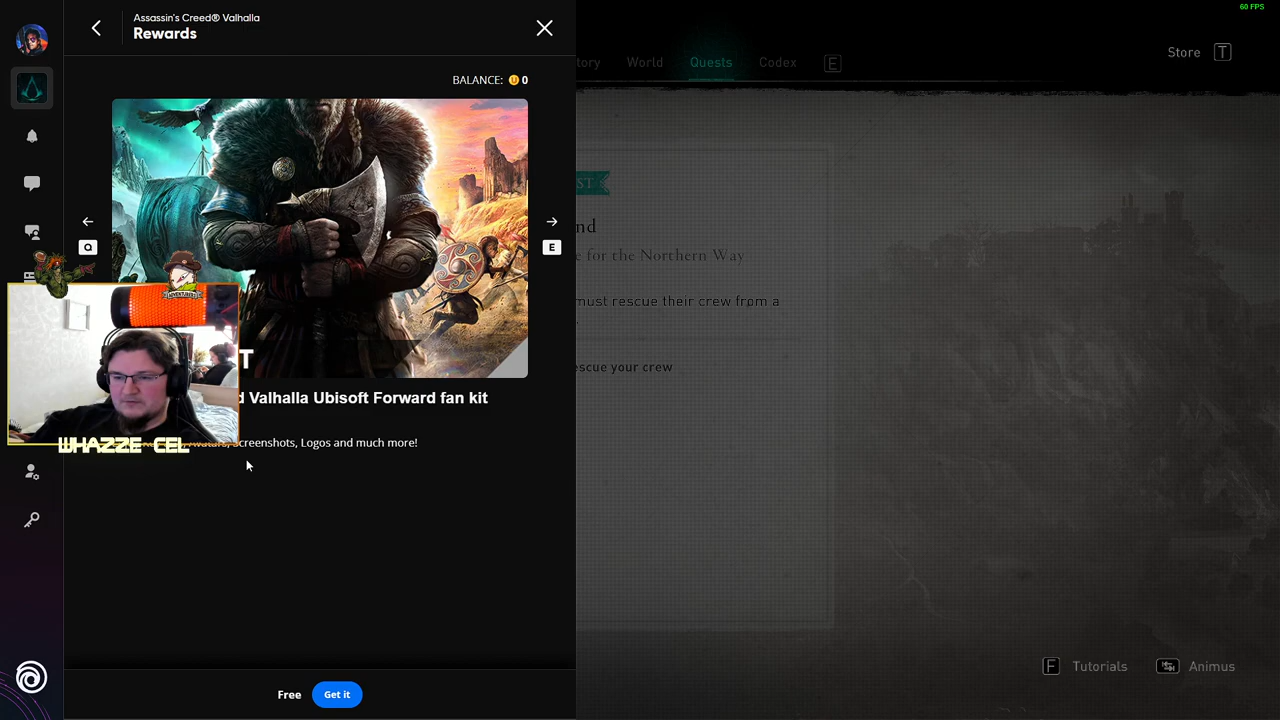 60 FPS
Assassin's Creed® Valhalla
Rewards
BALANCE: 0
Q
E
T
d Valhalla Ubisoft Forward fan kit
screenshots, Logos and much more!
WHAZZE CEL
Free
Get it
tory
World
Quests
Codex
E
Store
T
ST
nd
e for the Northern Way
must rescue their crew from a
escue your crew
F
Tutorials
Animus